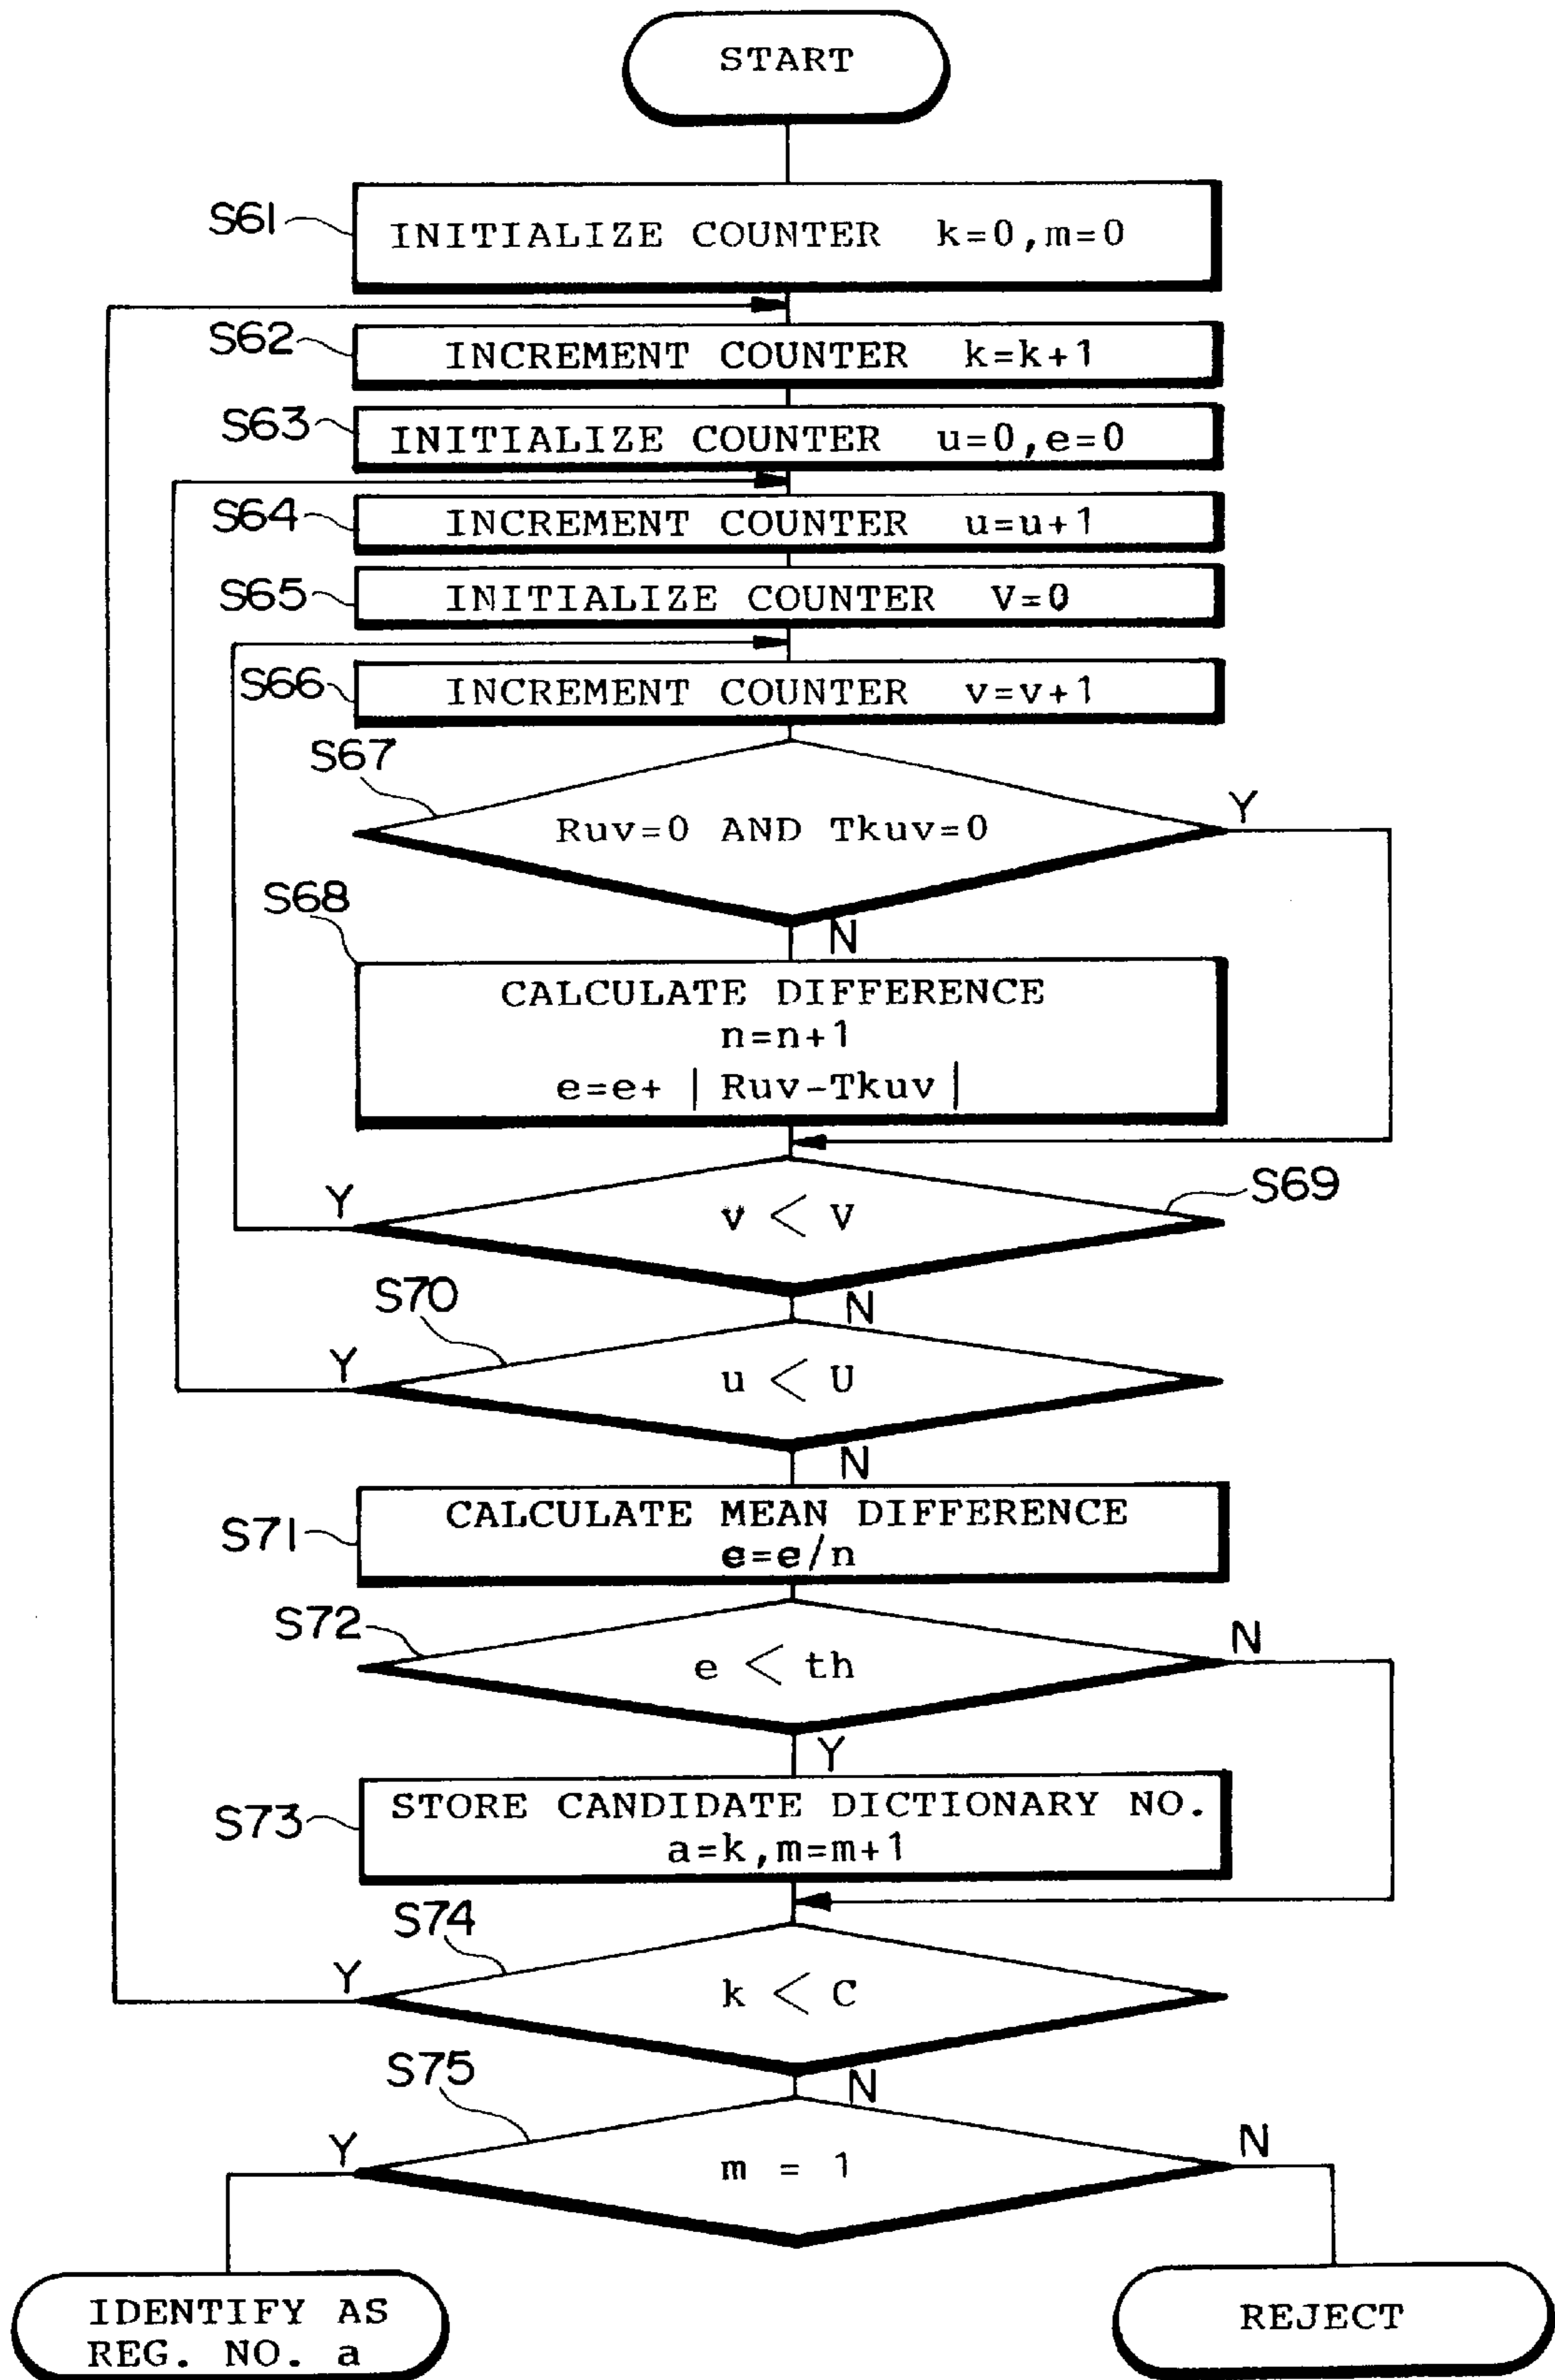 START
S61
INITIALIZE COUNTER k=0,m=0
S62
INCREMENT COUNTER k=k+1
S63
INITIALIZE COUNTER u=0,e=0
S64
INCREMENT COUNTER u=u+1
S65
INITIALIZE COUNTER V=0
S66
INCREMENT COUNTER v=v+1
S67
Ruv=0 AND Tkuv=0
Y
N
S68
CALCULATE DIFFERENCE
n=n+1
e=e+ | Ruv-Tkuv |
S69
v < V
Y
N
S70
u < U
Y
N
S71
CALCULATE MEAN DIFFERENCE
e=e/n
S72
e < th
N
Y
S73
STORE CANDIDATE DICTIONARY NO.
a=k,m=m+1
S74
k < C
Y
N
S75
m = 1
Y
N
IDENTIFY AS
REG. NO. a
REJECT